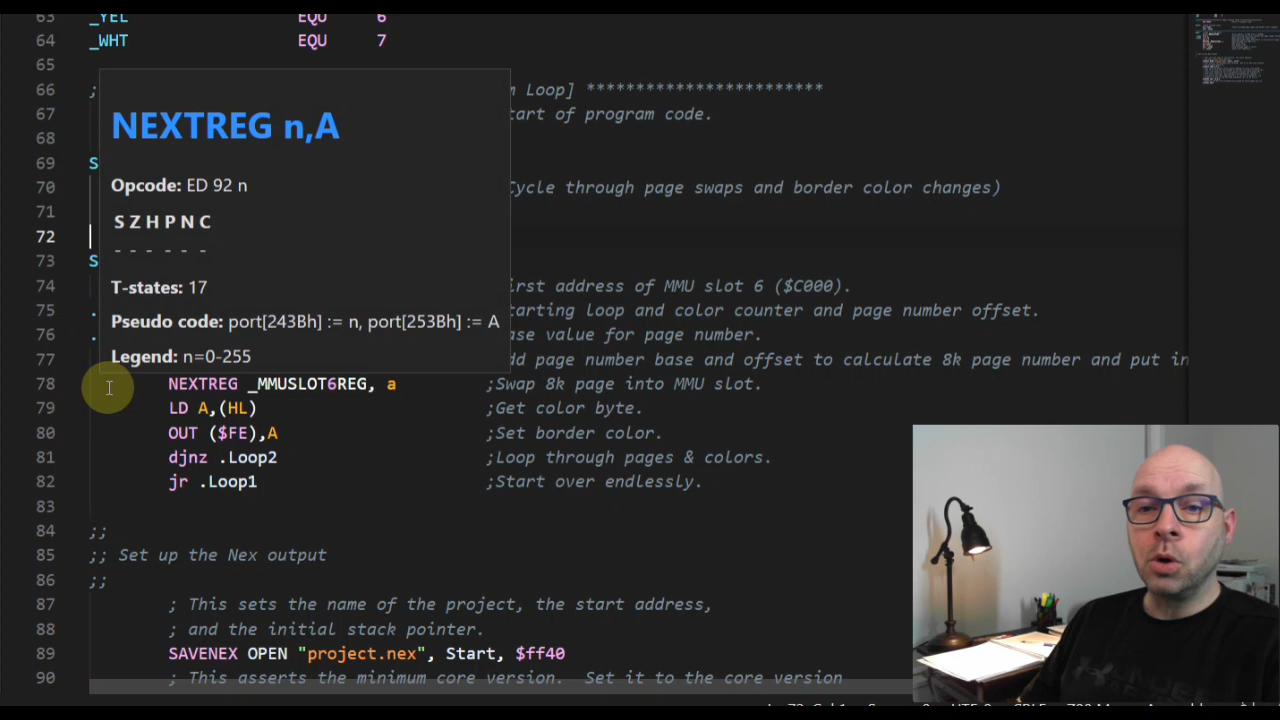 63 _YEL EQU 6
64 _WHT EQU 7
65
66 ; m Loop] ************************
67 tart of program code.
68
69 S
70 Cycle through page swaps and border color changes)
71
72
73 S
74 irst address of MMU slot 6 ($C000).
75 . tarting loop and color counter and page number offset.
76 . ase value for page number.
77 dd page number base and offset to calculate 8k page number and put in
NEXTREG n,A
Opcode: ED 92 n
S Z H P N C
- - - - - -
T-states: 17
Pseudo code: port[243Bh] := n, port[253Bh] := A
Legend: n=0-255
78 NEXTREG _MMUSLOT6REG, a ;Swap 8k page into MMU slot.
79 LD A,(HL) ;Get color byte.
80 OUT ($FE),A ;Set border color.
81 djnz .Loop2 ;Loop through pages & colors.
82 jr .Loop1 ;Start over endlessly.
83
84 ;;
85 ;; Set up the Nex output
86 ;;
87 ; This sets the name of the project, the start address,
88 ; and the initial stack pointer.
89 SAVENEX OPEN "project.nex", Start, $ff40
90 ; This asserts the minimum core version. Set it to the core version